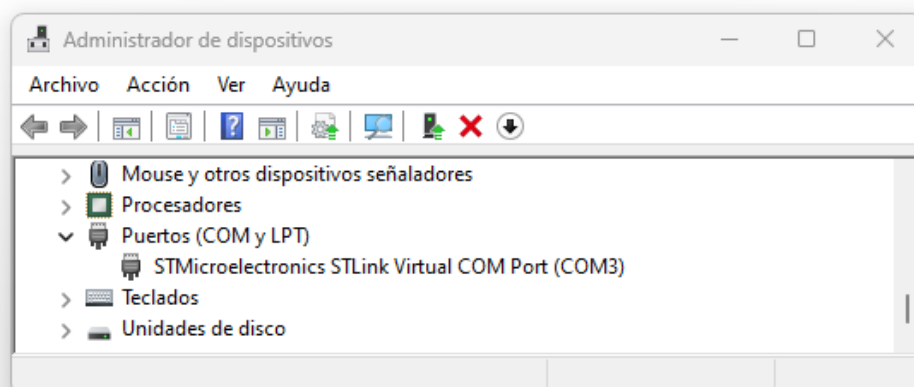 Administrador de dispositivos
Archivo Acción Ver Ayuda
Mouse y otros dispositivos señaladores
Procesadores
Puertos (COM y LPT)
STMicroelectronics STLink Virtual COM Port (COM3)
Teclados
Unidades de disco